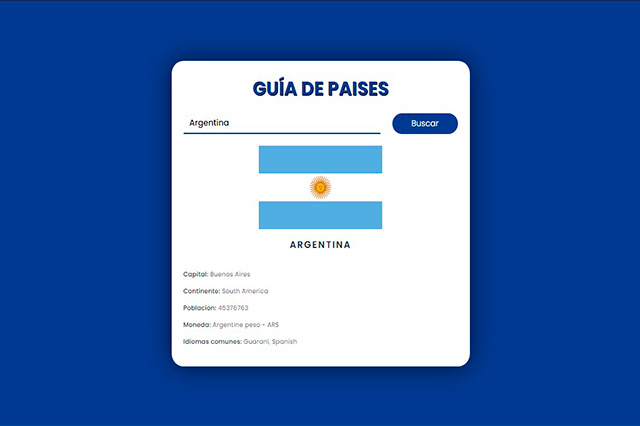 GUÍA DE PAISES
Argentina
Buscar
ARGENTINA
Capital: Buenos Aires
Continente: South America
Poblacion: 45376763
Moneda: Argentine peso - ARS
Idiomas comunes: Guaraní, Spanish